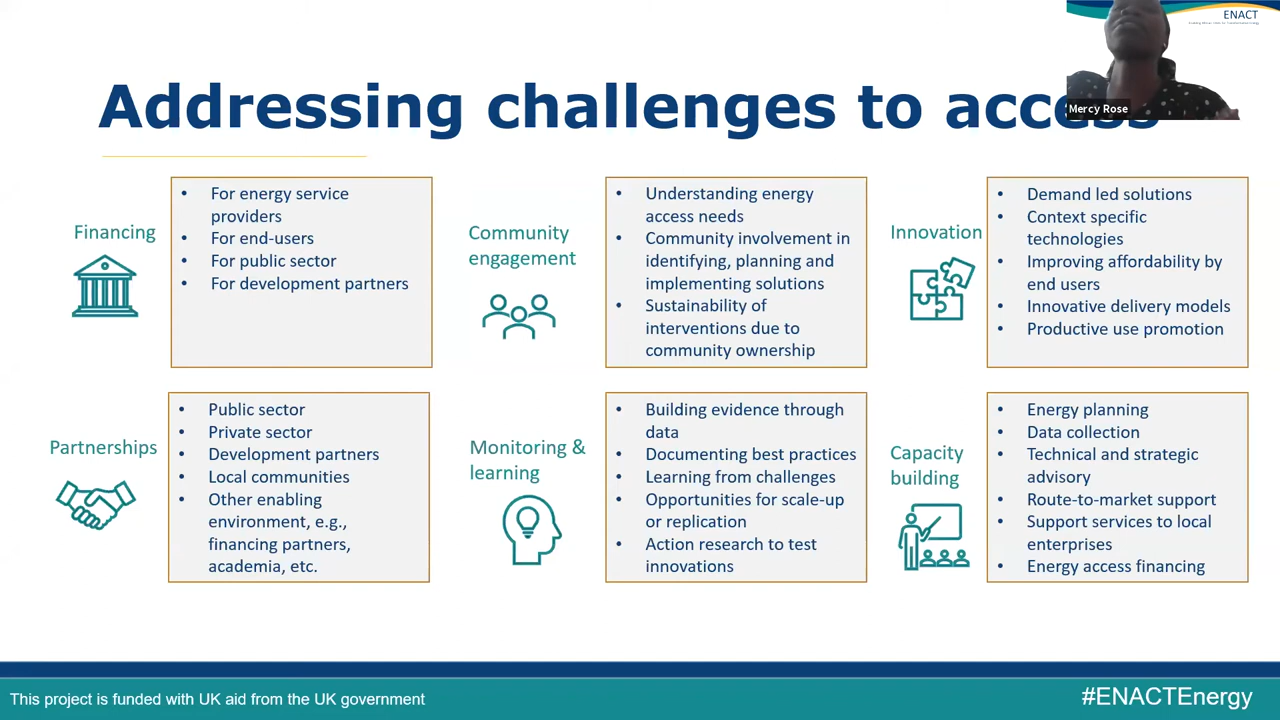 ENACT
Addressing challenges to access
Mercy Rose
Financing
• For energy service
providers
• For end-users
• For public sector
• For development partners
Community
engagement
• Understanding energy
access needs
• Community involvement in
identifying, planning and
implementing solutions
• Sustainability of
interventions due to
community ownership
Innovation
• Demand led solutions
• Context specific
technologies
• Improving affordability by
end users
• Innovative delivery models
• Productive use promotion
Partnerships
• Public sector
• Private sector
• Development partners
• Local communities
• Other enabling
environment, e.g.,
financing partners,
academia, etc.
Monitoring &
learning
• Building evidence through
data
• Documenting best practices
• Learning from challenges
• Opportunities for scale-up
or replication
• Action research to test
innovations
Capacity
building
• Energy planning
• Data collection
• Technical and strategic
advisory
• Route-to-market support
• Support services to local
enterprises
• Energy access financing
This project is funded with UK aid from the UK government
#ENACTEnergy